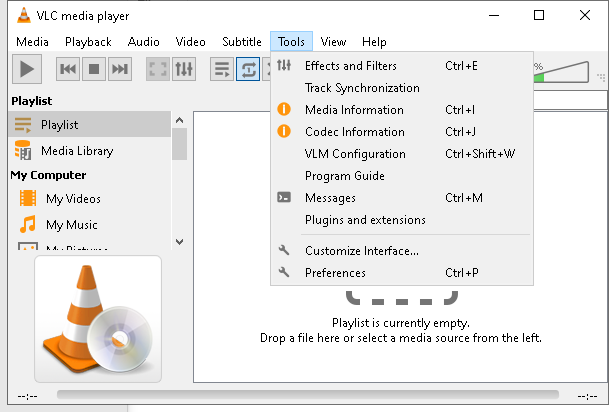 VLC media player
Media Playback Audio Video Subtitle Tools View Help
%
Playlist
Playlist
Media Library
My Computer
My Videos
My Music
Effects and Filters Ctrl+E
Track Synchronization
Media Information Ctrl+I
Codec Information Ctrl+J
VLM Configuration Ctrl+Shift+W
Program Guide
Messages Ctrl+M
Plugins and extensions
Customize Interface...
Preferences Ctrl+P
My Pictures
Playlist is currently empty.
Drop a file here or select a media source from the left.
--:-- --:--